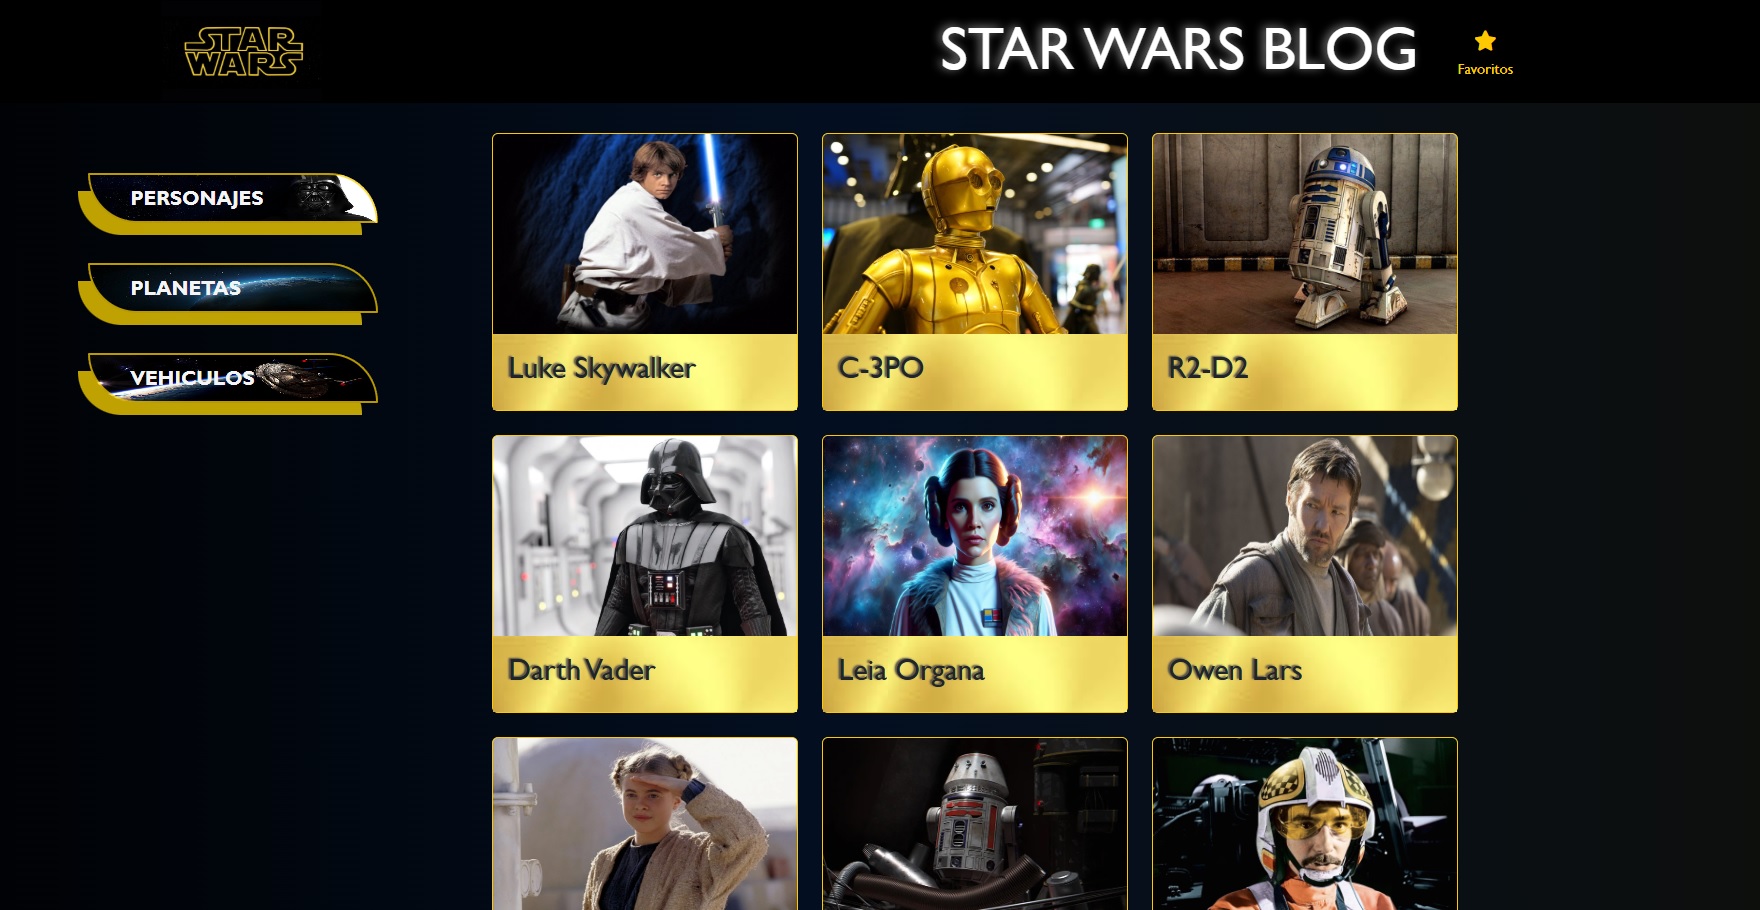 STAR
WARS
STAR WARS BLOG
Favoritos
PERSONAJES
PLANETAS
VEHICULOS
Luke Skywalker
C-3PO
R2-D2
Darth Vader
Leia Organa
Owen Lars